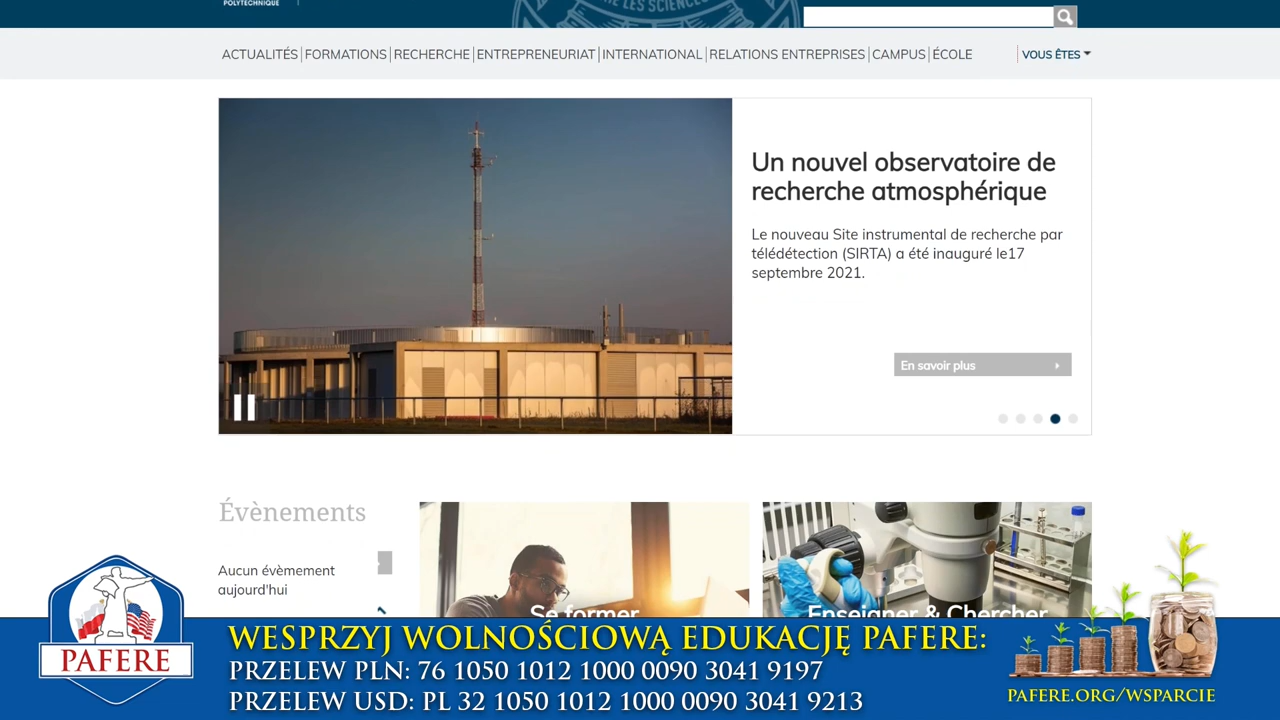 POLYTECHNIQUE
ACTUALITÉS FORMATIONS RECHERCHE ENTREPRENEURIAT INTERNATIONAL RELATIONS ENTREPRISES CAMPUS ÉCOLE VOUS ÊTES
Un nouvel observatoire de
recherche atmosphérique
Le nouveau Site instrumental de recherche par
télédétection (SIRTA) a été inauguré le17
septembre 2021.
En savoir plus
Évènements
Aucun évèmement
aujourd'hui
Se former
Enseigner & Chercher
PAFERE
WESPRZYJ WOLNOŚCIOWĄ EDUKACJĘ PAFERE:
PRZELEW PLN: 76 1050 1012 1000 0090 3041 9197
PRZELEW USD: PL 32 1050 1012 1000 0090 3041 9213
PAFERE.ORG/WSPARCIE